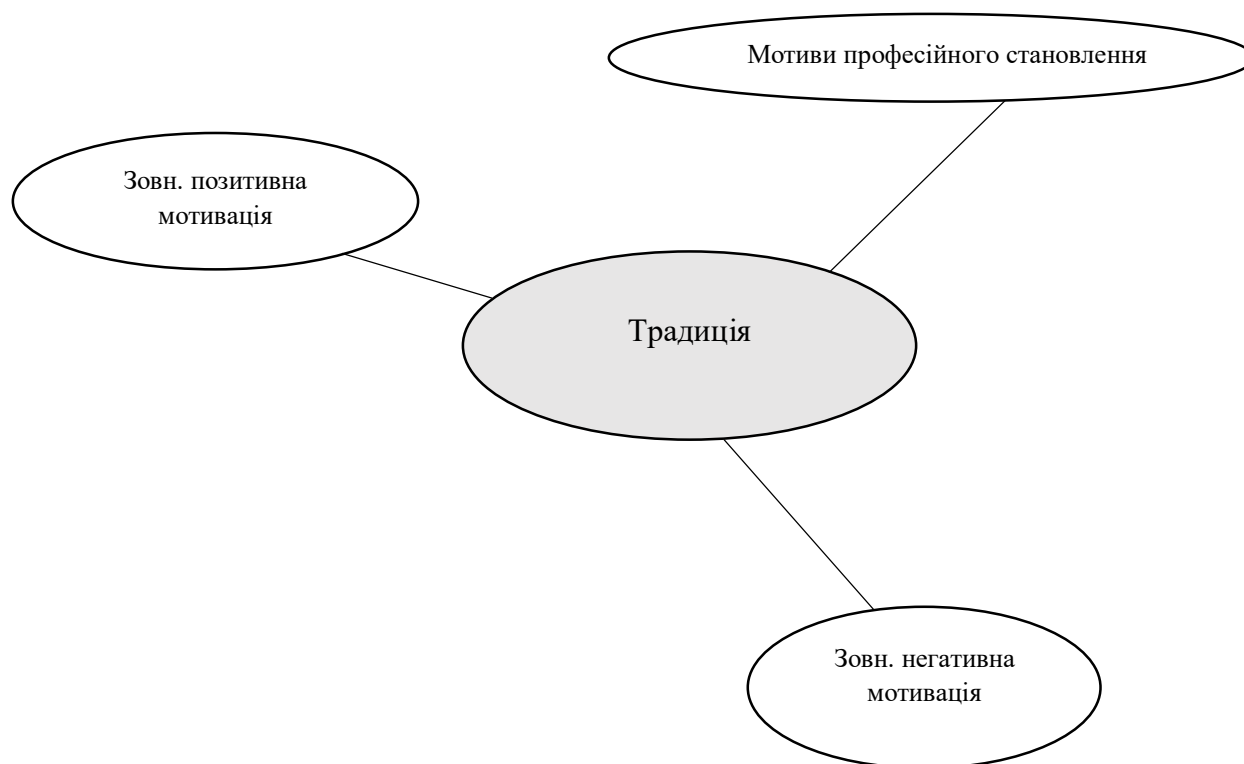 Мотиви професійного становлення
Зовн. позитивна
мотивація
Традиція
Зовн. негативна
мотивація